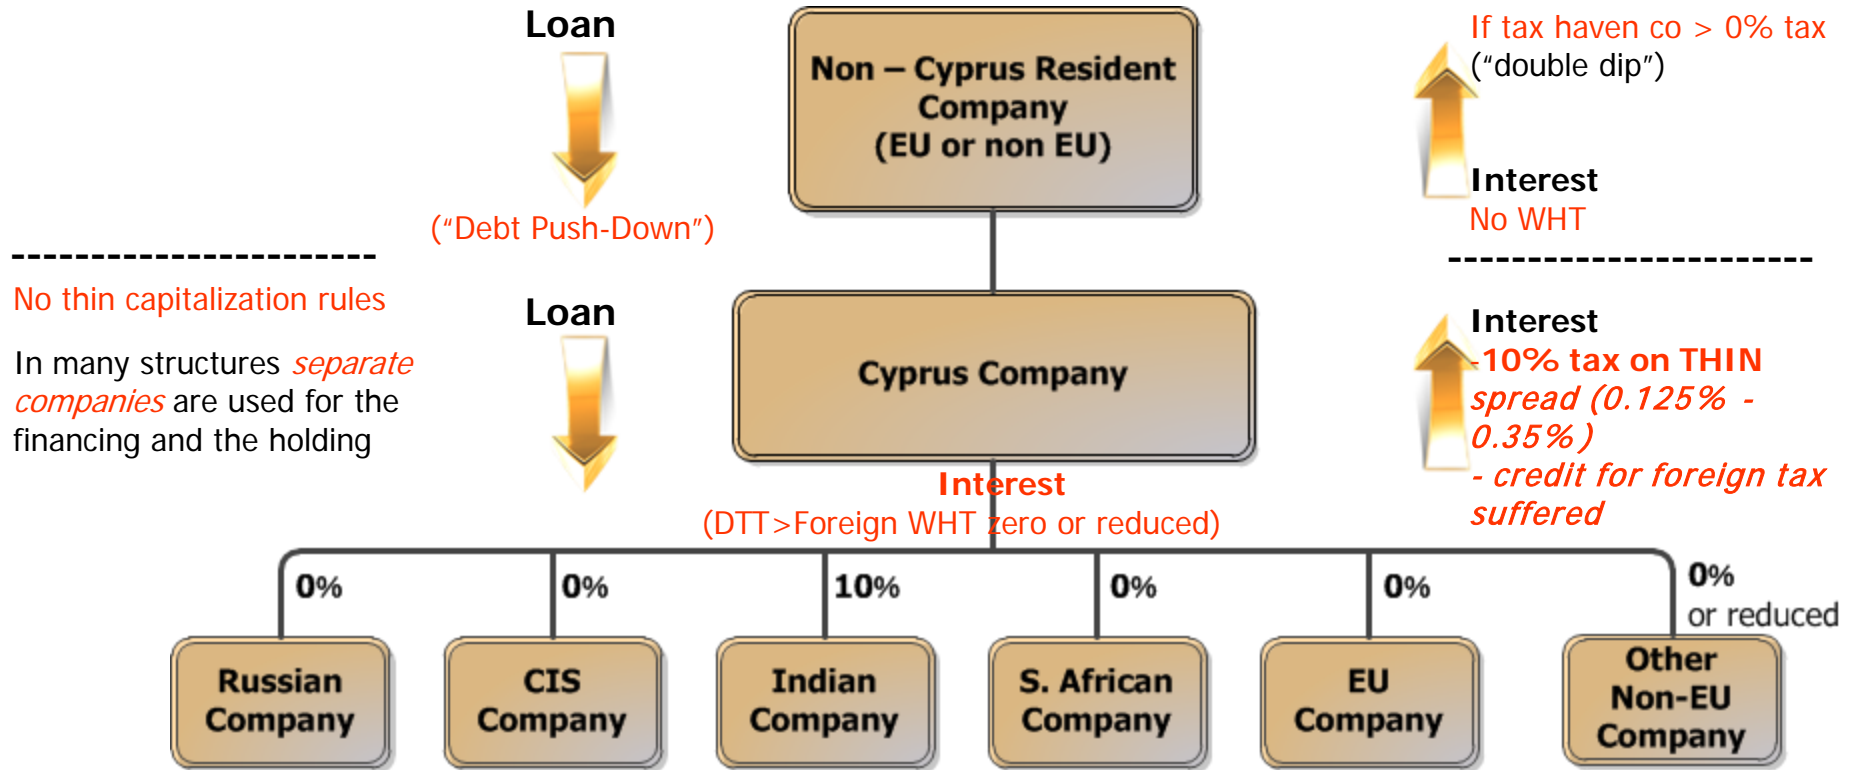 Loan
("Debt Push-Down")
Non – Cyprus Resident
Company
(EU or non EU)
If tax haven co > 0% tax
("double dip")
Interest
No WHT
------------------------
------------------------
No thin capitalization rules
In many structures separate
companies are used for the
financing and the holding
Loan
Cyprus Company
Interest
-10% tax on THIN
spread (0.125% -
0.35%)
- credit for foreign tax
suffered
Interest
(DTT>Foreign WHT zero or reduced)
0%
0%
10%
0%
0%
0%
or reduced
Russian
Company
CIS
Company
Indian
Company
S. African
Company
EU
Company
Other
Non-EU
Company